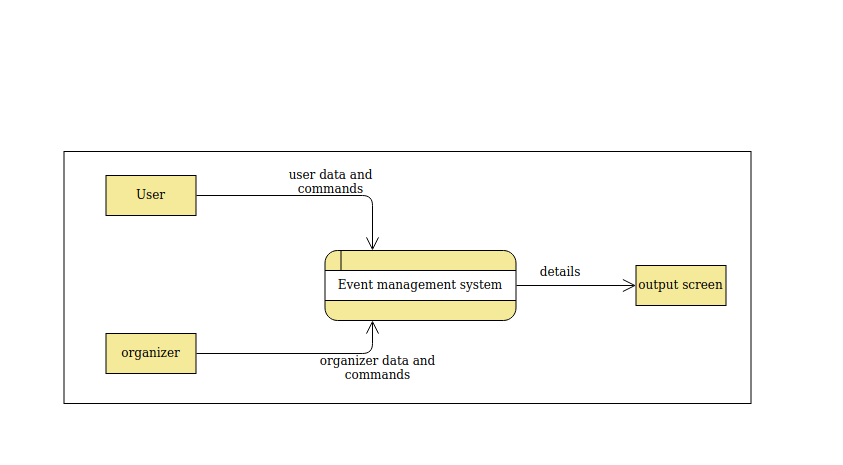 user data and
commands
User
Event management system
details
output screen
organizer
organizer data and
commands